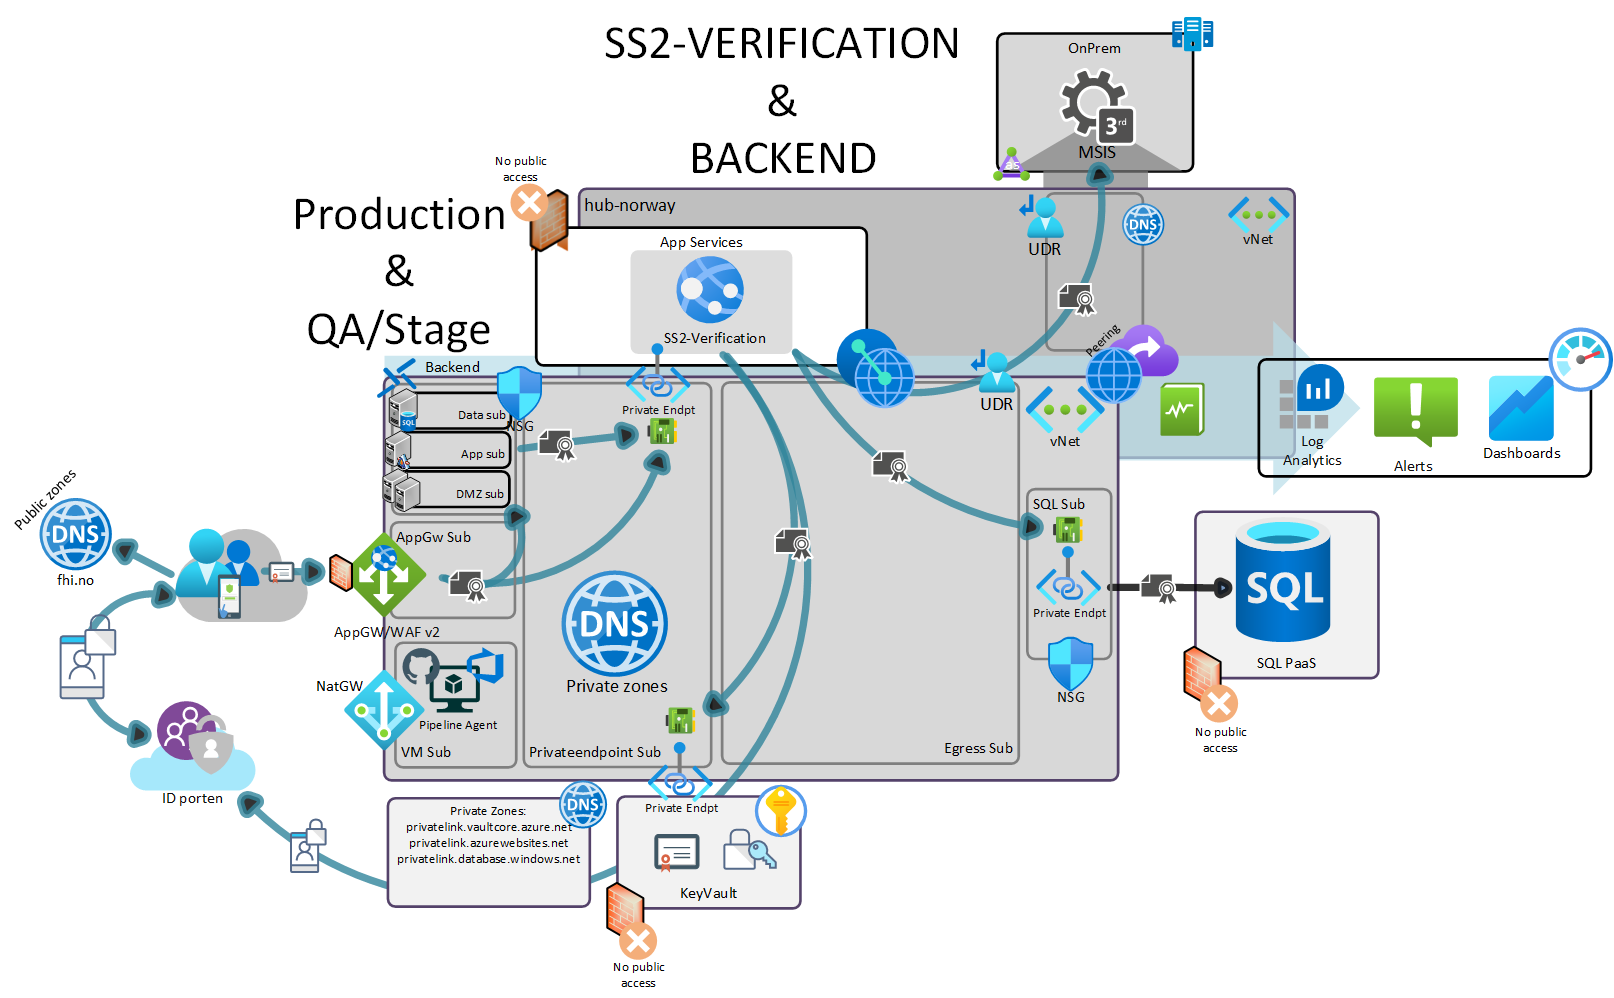 SS2-VERIFICATION
&
BACKEND
Production
&
QA/Stage
No public
access
OnPrem
3rd
MSIS
as
hub-norway
UDR
DNS
vNet
App Services
SS2-Verification
Peering
Backend
NSG
Data sub
SQL
App sub
DMZ sub
Private Endpt
UDR
vNet
Log
Analytics
Alerts
Dashboards
Public zones
DNS
fhi.no
AppGw Sub
AppGW/WAF v2
DNS
Private zones
SQL Sub
Private Endpt
NSG
SQL
SQL PaaS
No public
access
NatGW
Pipeline Agent
VM Sub
Privateendpoint Sub
Egress Sub
ID porten
Private Zones:
privatelink.vaultcore.azure.net
privatelink.azurewebsites.net
privatelink.database.windows.net
DNS
Private Endpt
KeyVault
No public
access